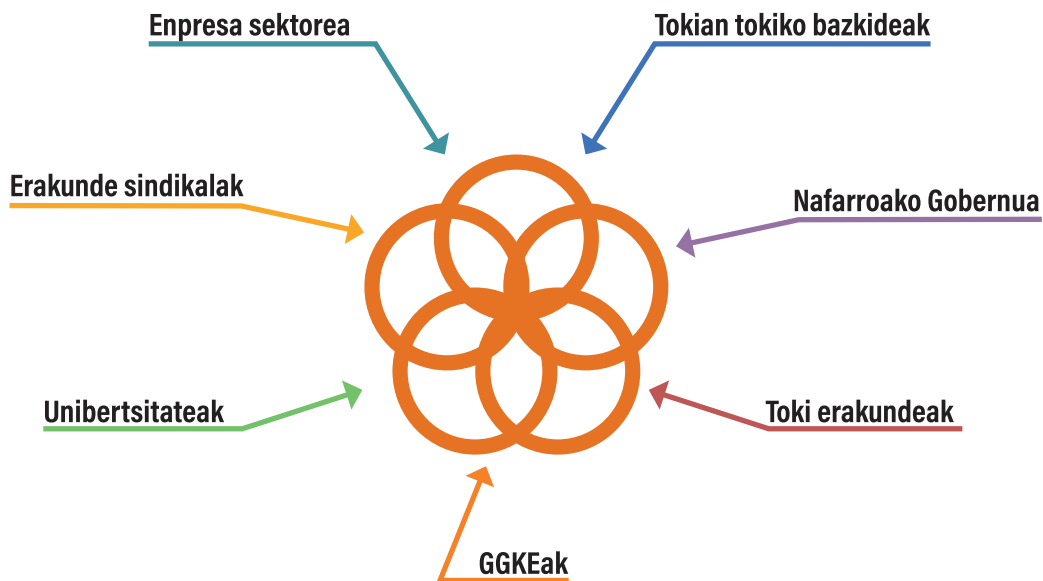 Enpresa sektorea
Tokian tokiko bazkideak
Erakunde sindikalak
Nafarroako Gobernua
Unibertsitateak
Toki erakundeak
GGKEak